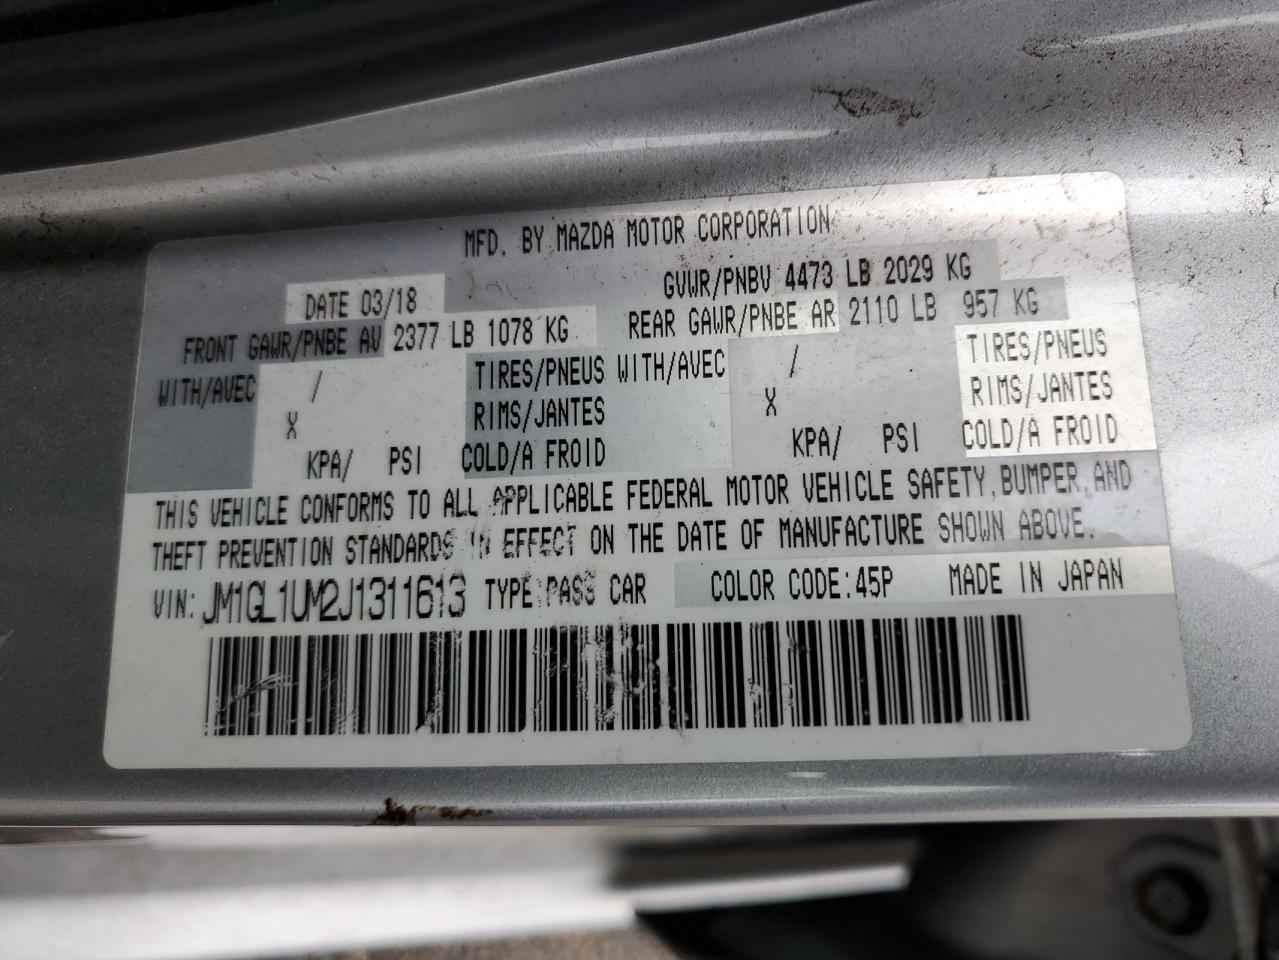 MFD. BY MAZDA MOTOR CORPORATION
DATE 03/18 GVWR/PNBV 4473 LB 2029 KG
FRONT GAWR/PNBE AV 2377 LB 1078 KG REAR GAWR/PNBE AR 2110 LB 957 KG
WITH/AVEC / TIRES/PNEUS WITH/AVEC / TIRES/PNEUS
X RIMS/JANTES X RIMS/JANTES
KPA/ PSI COLD/A FROID KPA/ PSI COLD/A FROID
THIS VEHICLE CONFORMS TO ALL APPLICABLE FEDERAL MOTOR VEHICLE SAFETY, BUMPER, AND
THEFT PREVENTION STANDARDS IN EFFECT ON THE DATE OF MANUFACTURE SHOWN ABOVE.
VIN: JM1GL1UM2J1311613 TYPE:PASS CAR COLOR CODE:45P MADE IN JAPAN